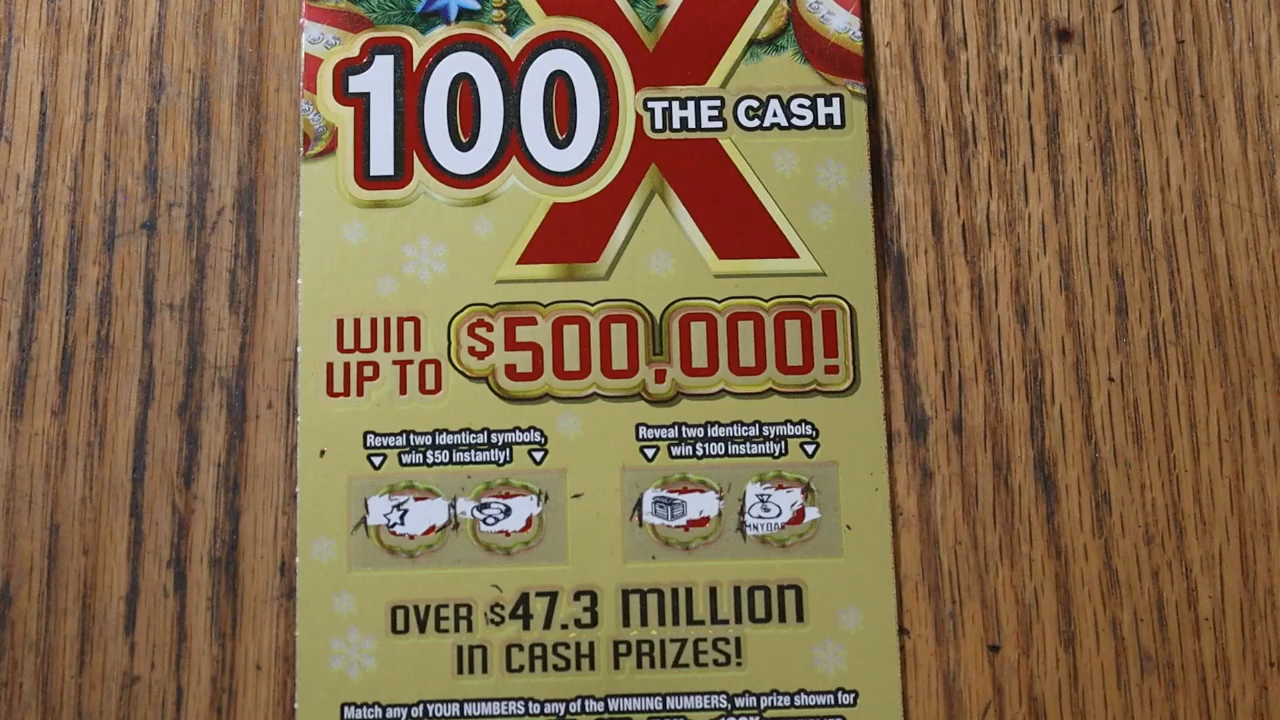 100X
THE CASH
WIN
UP TO
$500,000!
Reveal two identical symbols,
win $50 instantly!
Reveal two identical symbols,
win $100 instantly!
MNYBAG
OVER $47.3 MILLION
IN CASH PRIZES!
Match any of YOUR NUMBERS to any of the WINNING NUMBERS, win prize shown for